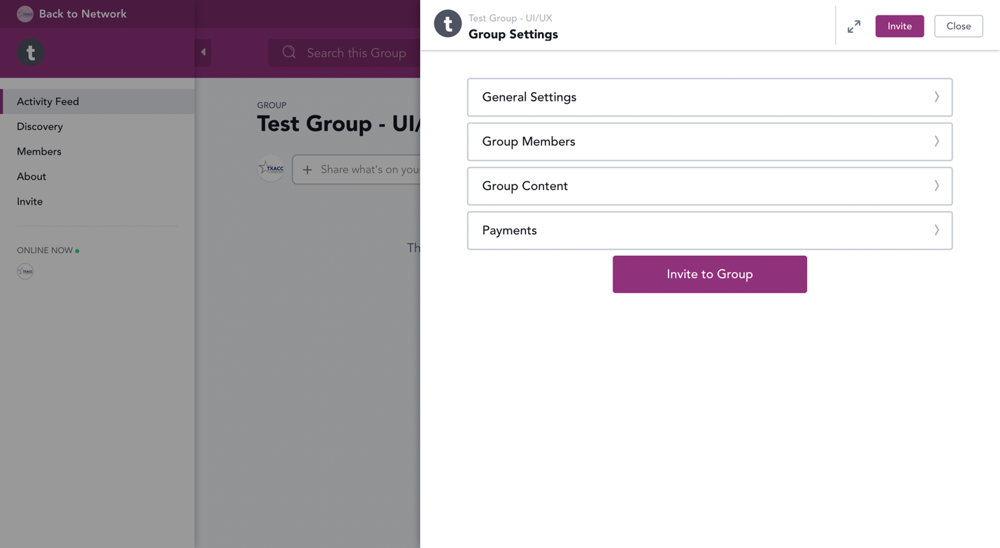 Back to Network
t
Search this Group
Activity Feed
Discovery
Members
About
Invite
ONLINE NOW
TXACC
GROUP
Test Group - UI/
TXACC
Share what's on you
Th
t
Test Group - UI/UX
Group Settings
Invite
Close
General Settings
Group Members
Group Content
Payments
Invite to Group